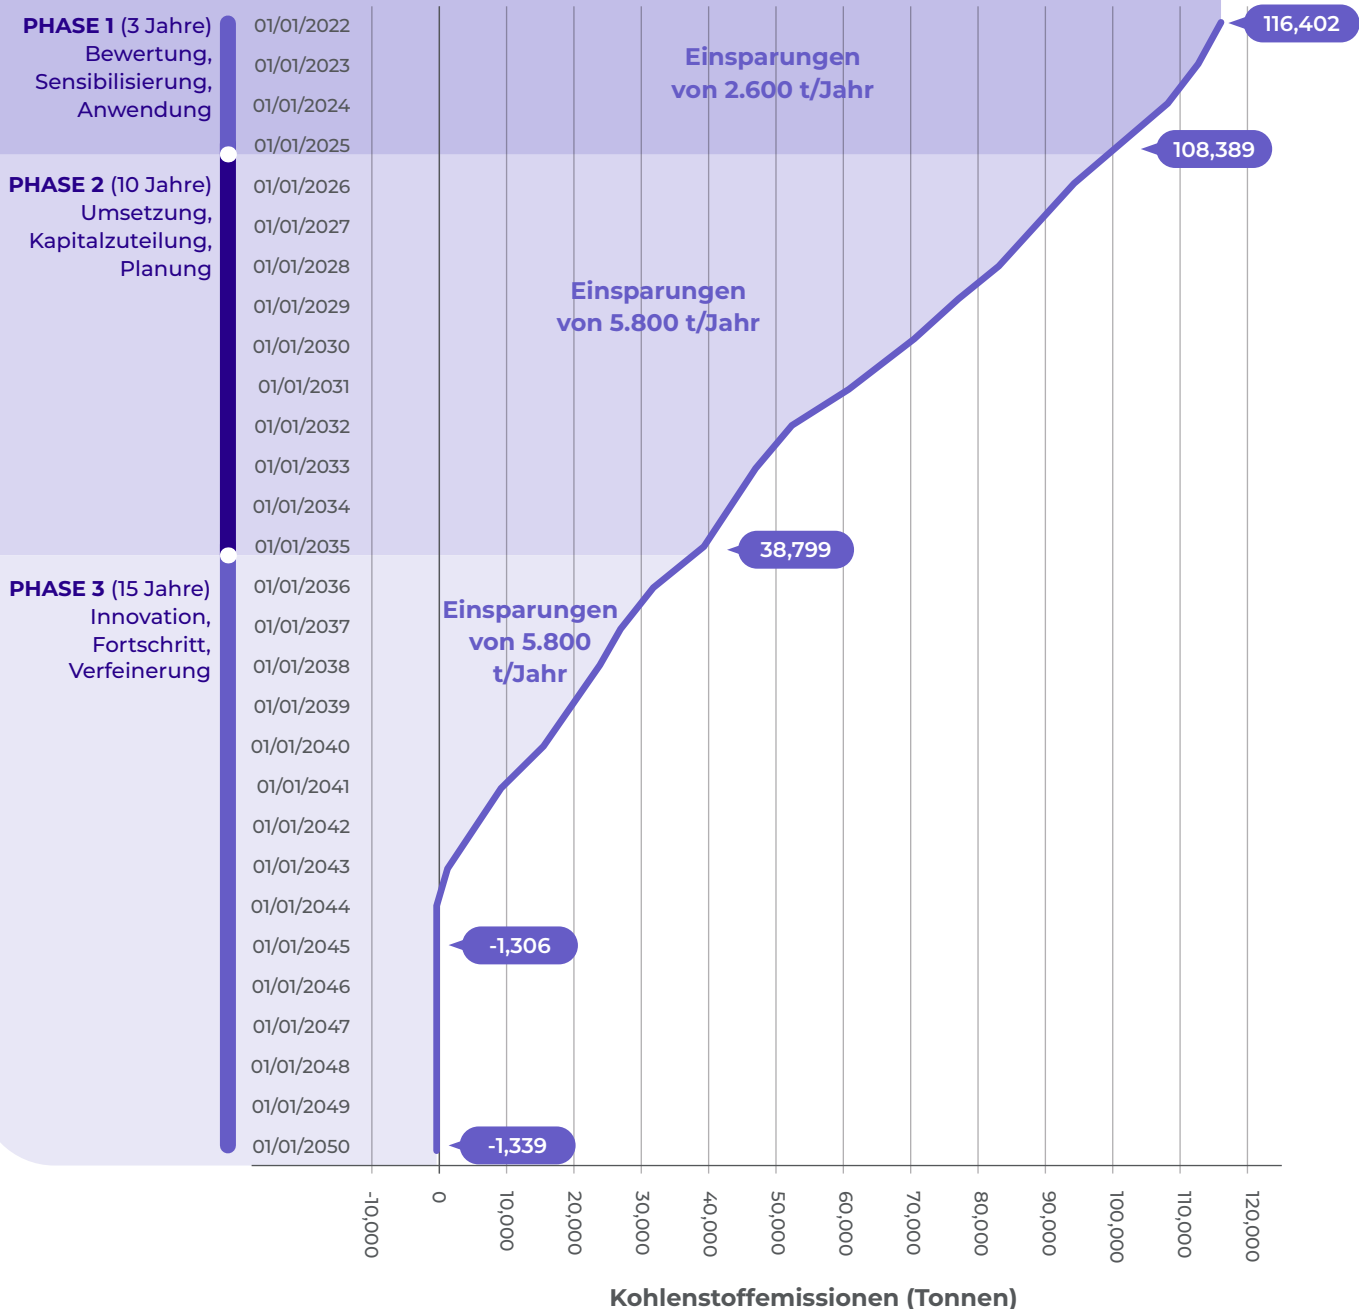 PHASE 1 (3 Jahre)
Bewertung,
Sensibilisierung,
Anwendung
PHASE 2 (10 Jahre)
Umsetzung,
Kapitalzuteilung,
Planung
PHASE 3 (15 Jahre)
Innovation,
Fortschritt,
Verfeinerung
01/01/2022
01/01/2023
01/01/2024
01/01/2025
01/01/2026
01/01/2027
01/01/2028
01/01/2029
01/01/2030
01/01/2031
01/01/2032
01/01/2033
01/01/2034
01/01/2035
01/01/2036
01/01/2037
01/01/2038
01/01/2039
01/01/2040
01/01/2041
01/01/2042
01/01/2043
01/01/2044
01/01/2045
01/01/2046
01/01/2047
01/01/2048
01/01/2049
01/01/2050
Einsparungen
von 2.600 t/Jahr
Einsparungen
von 5.800 t/Jahr
Einsparungen
von 5.800
t/Jahr
116,402
108,389
38,799
-1,306
-1,339
-10,000
0
10,000
20,000
30,000
40,000
50,000
60,000
70,000
80,000
90,000
100,000
110,000
120,000
Kohlenstoffemissionen (Tonnen)